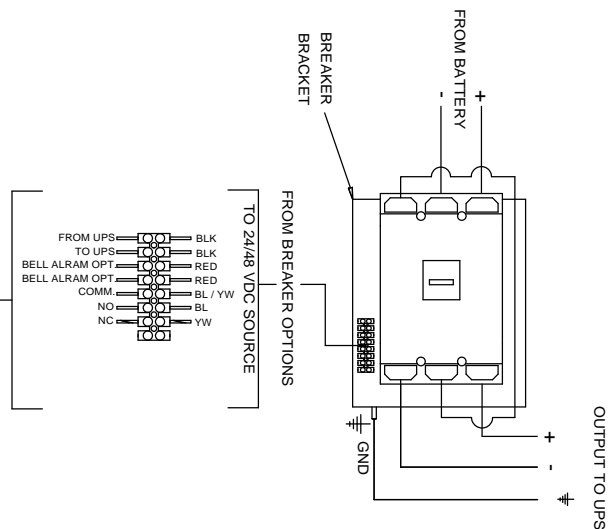 FROM BATTERY
-
+
BREAKER
BRACKET
FROM BREAKER OPTIONS
TO 24/48 VDC SOURCE
FROM UPS BLK
TO UPS BLK
BELL ALRAM OPT. RED
BELL ALRAM OPT. RED
COMM. BL / YW
NO BL
NC YW
GND
+
-
OUTPUT TO UPS